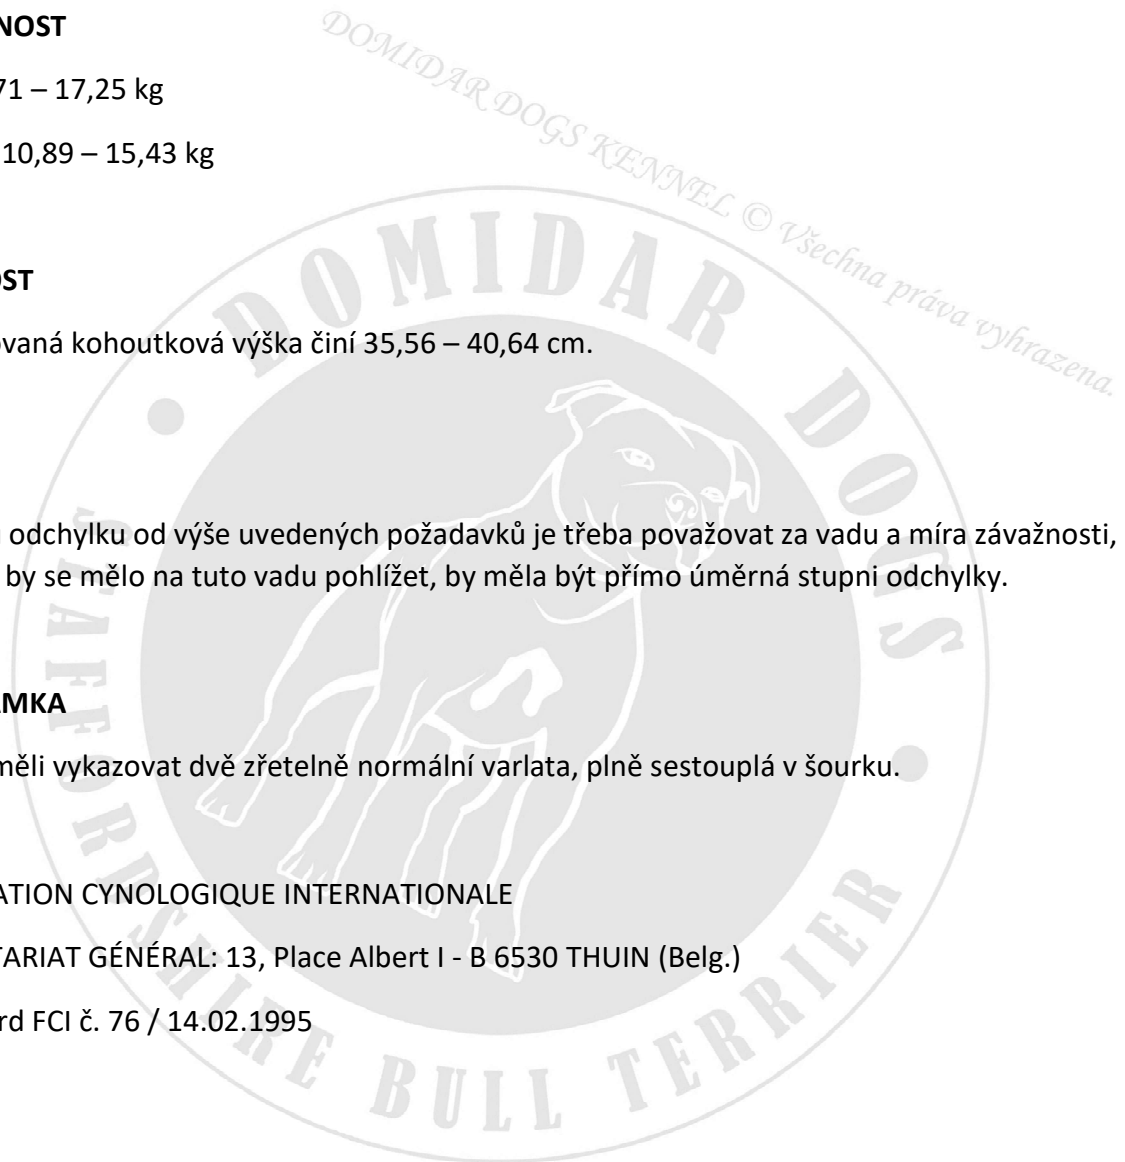 NOST
71 – 17,25 kg
10,89 – 15,43 kg
OST
ovaná kohoutková výška činí 35,56 – 40,64 cm.
odchylku od výše uvedených požadavků je třeba považovat za vadu a míra závažnosti,
by se mělo na tuto vadu pohlížet, by měla být přímo úměrná stupni odchylky.
ÁMKA
měli vykazovat dvě zřetelně normální varlata, plně sestouplá v šourku.
ATION CYNOLOGIQUE INTERNATIONALE
TARIAT GÉNÉRAL: 13, Place Albert I - B 6530 THUIN (Belg.)
rd FCI č. 76 / 14.02.1995
DOMIDAR DOGS KENNEL © Všechna práva vyhrazena.
DOMIDAR DOGS
STAFFORDSHIRE BULL TERRIER